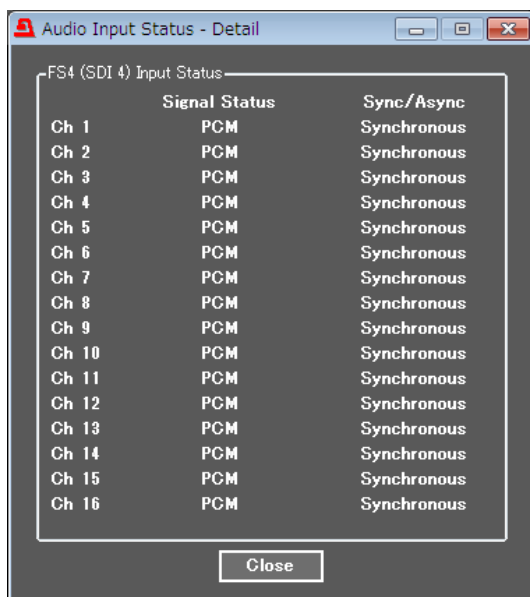 Audio Input Status - Detail
FS4 (SDI 4) Input Status
Signal Status Sync/Async
Ch 1 PCM Synchronous
Ch 2 PCM Synchronous
Ch 3 PCM Synchronous
Ch 4 PCM Synchronous
Ch 5 PCM Synchronous
Ch 6 PCM Synchronous
Ch 7 PCM Synchronous
Ch 8 PCM Synchronous
Ch 9 PCM Synchronous
Ch 10 PCM Synchronous
Ch 11 PCM Synchronous
Ch 12 PCM Synchronous
Ch 13 PCM Synchronous
Ch 14 PCM Synchronous
Ch 15 PCM Synchronous
Ch 16 PCM Synchronous
Close